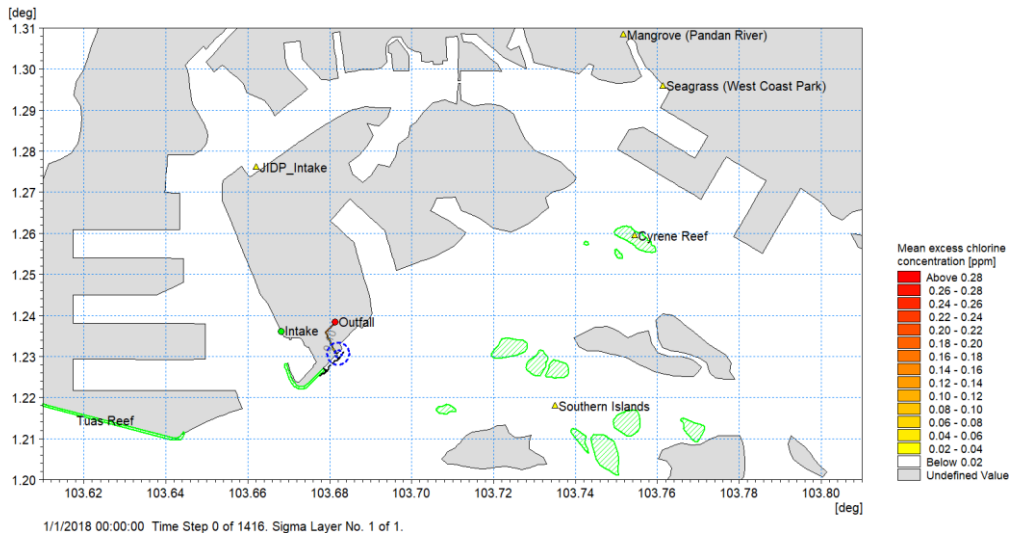 [deg]
1.31
Mangrove (Pandan River)
1.30
Seagrass (West Coast Park)
1.29
1.28
JIDP_Intake
1.27
1.26
Cyrene Reef
1.25
1.24
Outfall
Intake
1.23
1.22
Southern Islands
Tuas Reef
1.21
1.20
103.62 103.64 103.66 103.68 103.70 103.72 103.74 103.76 103.78 103.80
[deg]
1/1/2018 00:00:00 Time Step 0 of 1416. Sigma Layer No. 1 of 1.
Mean excess chlorine
concentration [ppm]
Above 0.28
0.26 - 0.28
0.24 - 0.26
0.22 - 0.24
0.20 - 0.22
0.18 - 0.20
0.16 - 0.18
0.14 - 0.16
0.12 - 0.14
0.10 - 0.12
0.08 - 0.10
0.06 - 0.08
0.04 - 0.06
0.02 - 0.04
Below 0.02
Undefined Value